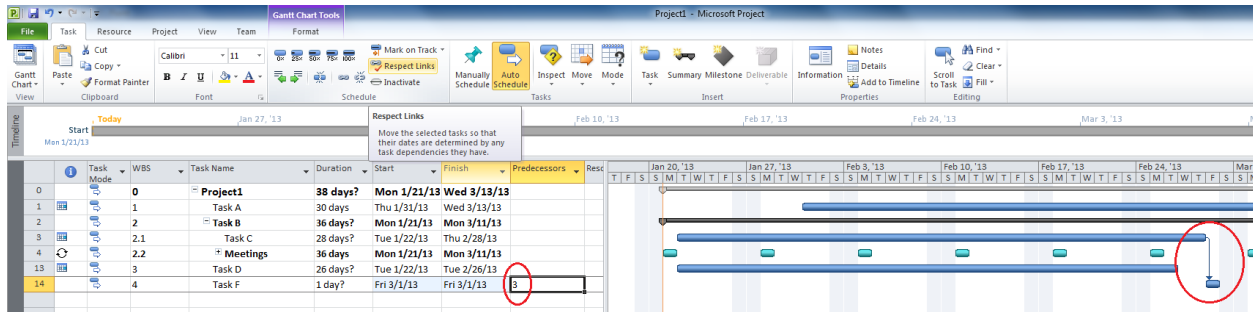 Gantt Chart Tools
Project1 - Microsoft Project
File Task Resource Project View Team Format
Gantt Chart
View
Paste
Cut
Copy
Format Painter
Clipboard
Calibri 11
B I U A
Font
0% 25% 50% 75% 100%
Mark on Track
Respect Links
Inactivate
Schedule
Manually Schedule
Auto Schedule
Inspect Move Mode
Tasks
Task Summary Milestone Deliverable
Insert
Information
Notes
Details
Add to Timeline
Properties
Scroll to Task
Find
Clear
Fill
Editing
Respect Links
Move the selected tasks so that
their dates are determined by any
task dependencies they have.
Timeline
Today Jan 27, '13 Feb 10, '13 Feb 17, '13 Feb 24, '13 Mar 3, '13
Start
Mon 1/21/13
Task Mode WBS Task Name Duration Start Finish Predecessors Resc
0 0 Project1 38 days? Mon 1/21/13 Wed 3/13/13
1 1 Task A 30 days Thu 1/31/13 Wed 3/13/13
2 2 Task B 36 days? Mon 1/21/13 Mon 3/11/13
3 2.1 Task C 28 days? Tue 1/22/13 Thu 2/28/13
4 2.2 Meetings 36 days Mon 1/21/13 Mon 3/11/13
13 3 Task D 26 days? Tue 1/22/13 Tue 2/26/13
14 4 Task F 1 day? Fri 3/1/13 Fri 3/1/13 3
Jan 20, '13 Jan 27, '13 Feb 3, '13 Feb 10, '13 Feb 17, '13 Feb 24, '13 Mar
T F S S M T W T F S S M T W T F S S M T W T F S S M T W T F S S M T W T F S S M T W T F S S